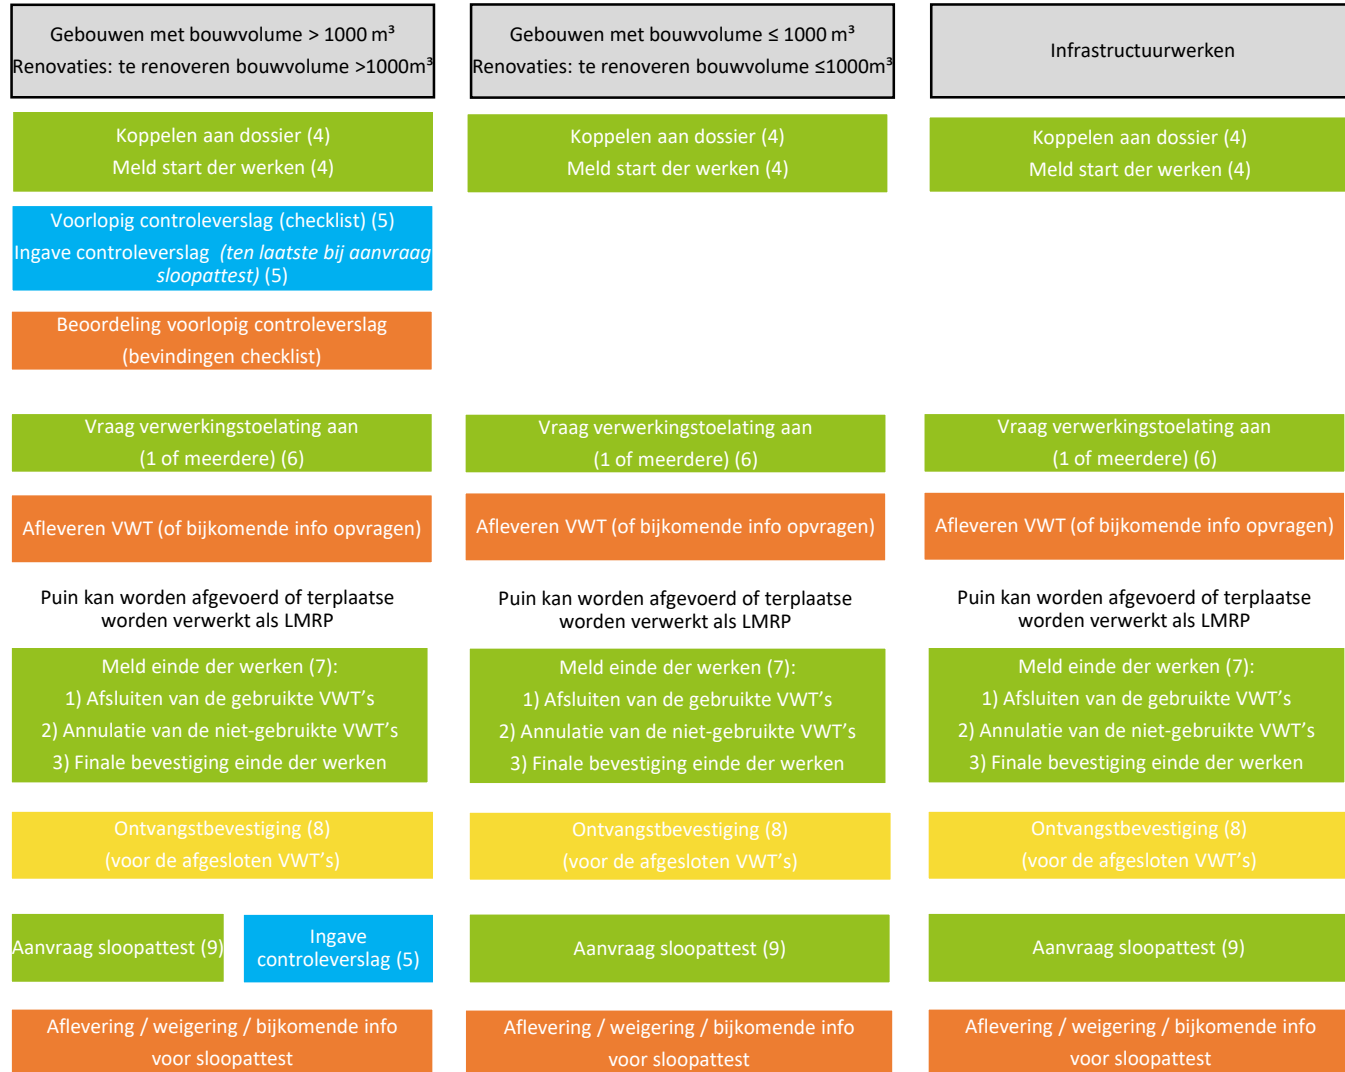 Gebouwen met bouwvolume > 1000 m³
Renovaties: te renoveren bouwvolume >1000m³
Gebouwen met bouwvolume ≤ 1000 m³
Renovaties: te renoveren bouwvolume ≤1000m³
Infrastructuurwerken
Koppelen aan dossier (4)
Meld start der werken (4)
Koppelen aan dossier (4)
Meld start der werken (4)
Koppelen aan dossier (4)
Meld start der werken (4)
Voorlopig controleverslag (checklist) (5)
Ingave controleverslag (ten laatste bij aanvraag
sloopattest) (5)
Beoordeling voorlopig controleverslag
(bevindingen checklist)
Vraag verwerkingstoelating aan
(1 of meerdere) (6)
Vraag verwerkingstoelating aan
(1 of meerdere) (6)
Vraag verwerkingstoelating aan
(1 of meerdere) (6)
Afleveren VWT (of bijkomende info opvragen)
Afleveren VWT (of bijkomende info opvragen)
Afleveren VWT (of bijkomende info opvragen)
Puin kan worden afgevoerd of terplaatse
worden verwerkt als LMRP
Puin kan worden afgevoerd of terplaatse
worden verwerkt als LMRP
Puin kan worden afgevoerd of terplaatse
worden verwerkt als LMRP
Meld einde der werken (7):
1) Afsluiten van de gebruikte VWT's
2) Annulatie van de niet-gebruikte VWT's
3) Finale bevestiging einde der werken
Meld einde der werken (7):
1) Afsluiten van de gebruikte VWT's
2) Annulatie van de niet-gebruikte VWT's
3) Finale bevestiging einde der werken
Meld einde der werken (7):
1) Afsluiten van de gebruikte VWT's
2) Annulatie van de niet-gebruikte VWT's
3) Finale bevestiging einde der werken
Ontvangstbevestiging (8)
(voor de afgesloten VWT's)
Ontvangstbevestiging (8)
(voor de afgesloten VWT's)
Ontvangstbevestiging (8)
(voor de afgesloten VWT's)
Aanvraag sloopattest (9)
Ingave
controleverslag (5)
Aanvraag sloopattest (9)
Aanvraag sloopattest (9)
Aflevering / weigering / bijkomende info
voor sloopattest
Aflevering / weigering / bijkomende info
voor sloopattest
Aflevering / weigering / bijkomende info
voor sloopattest